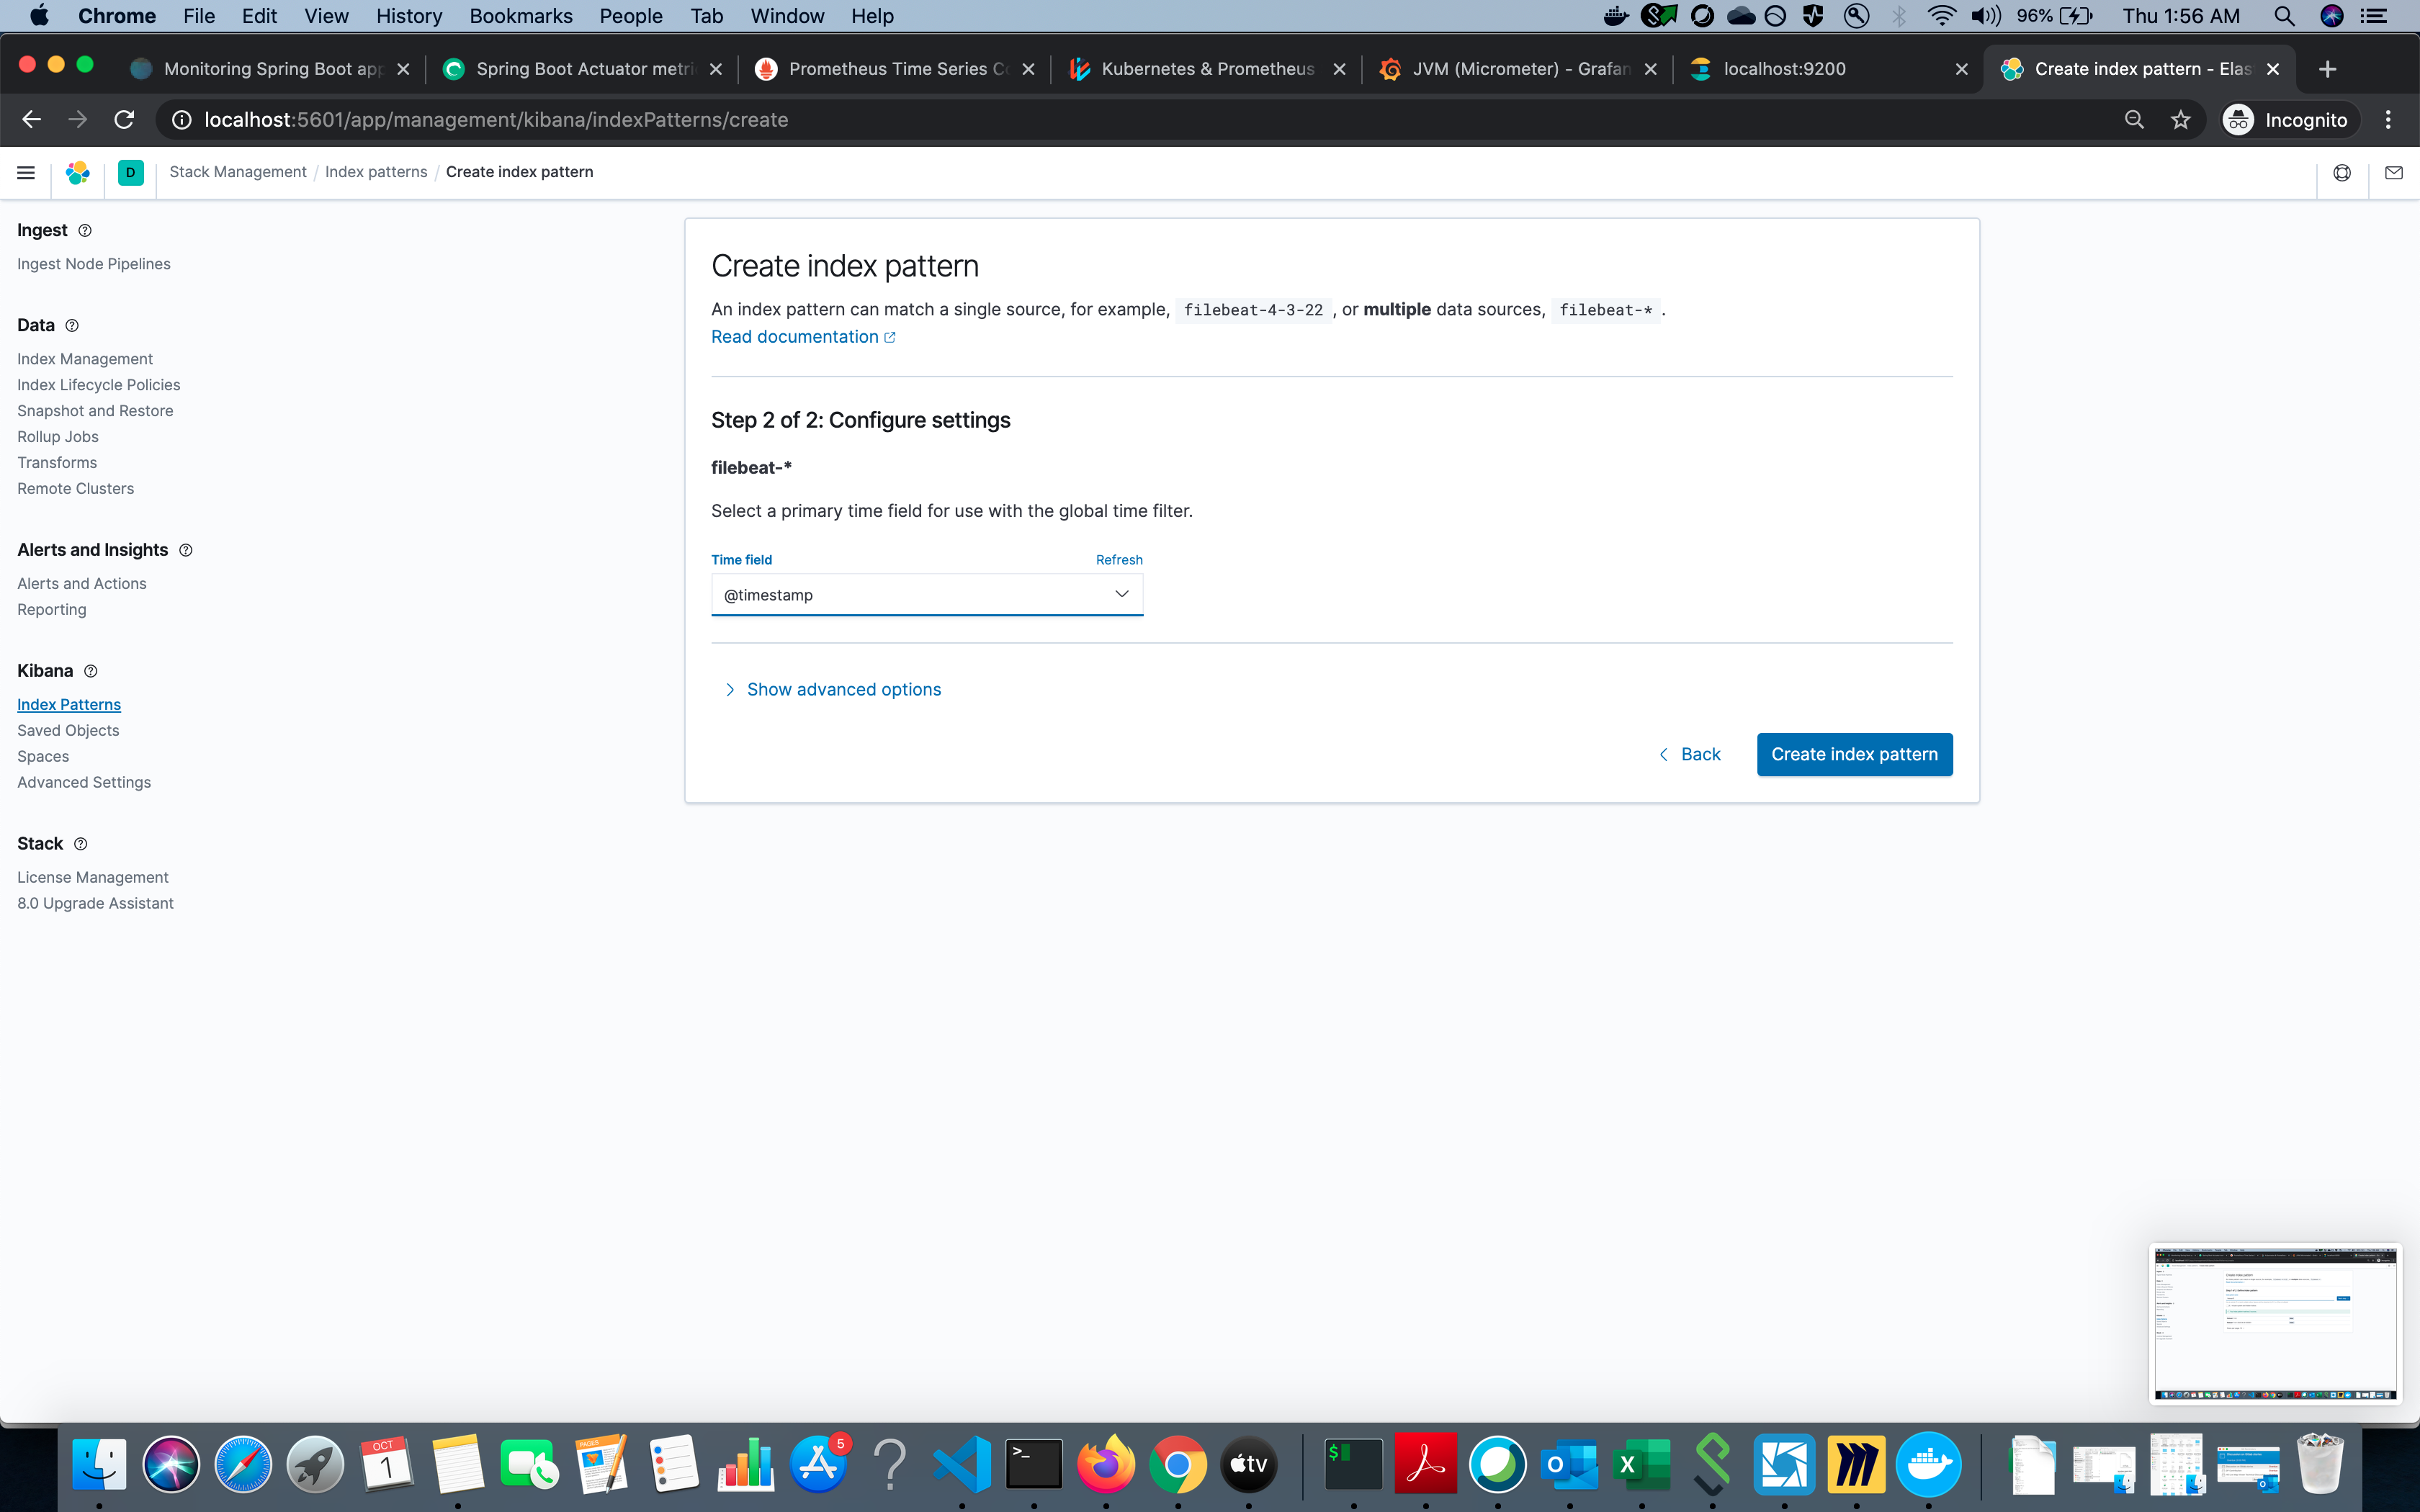 Chrome File Edit View History Bookmarks People Tab Window Help 96% Thu 1:56 AM
Monitoring Spring Boot app Spring Boot Actuator metri Prometheus Time Series Co Kubernetes & Prometheus JVM (Micrometer) - Grafan localhost:9200 Create index pattern - Elas
localhost:5601/app/management/kibana/indexPatterns/create Incognito
D Stack Management / Index patterns / Create index pattern
Ingest
Ingest Node Pipelines
Data
Index Management
Index Lifecycle Policies
Snapshot and Restore
Rollup Jobs
Transforms
Remote Clusters
Alerts and Insights
Alerts and Actions
Reporting
Kibana
Index Patterns
Saved Objects
Spaces
Advanced Settings
Stack
License Management
8.0 Upgrade Assistant
Create index pattern
An index pattern can match a single source, for example, filebeat-4-3-22 , or multiple data sources, filebeat-* .
Read documentation
Step 2 of 2: Configure settings
filebeat-*
Select a primary time field for use with the global time filter.
Time field Refresh
@timestamp
Show advanced options
Back Create index pattern
OCT
1
PAGES
5
>_
tv
$
O
X